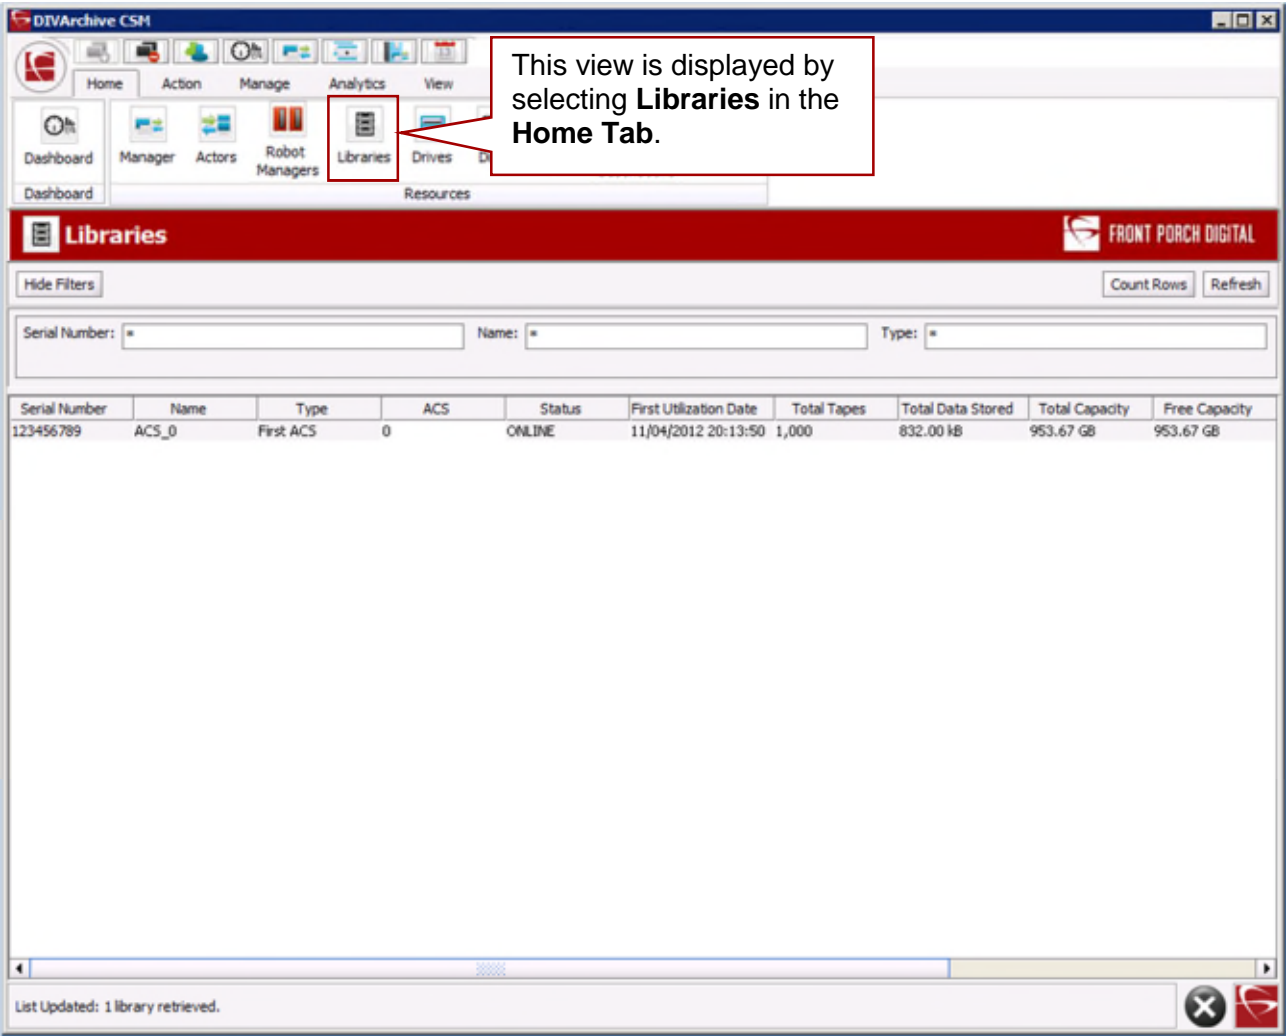 DIVArchive CSM
Home Action Manage Analytics View
This view is displayed by
selecting Libraries in the
Home Tab.
Dashboard Manager Actors Robot Managers Libraries Drives
Dashboard Resources
Libraries
FRONT PORCH DIGITAL
Hide Filters Count Rows Refresh
Serial Number: * Name: * Type: *
Serial Number Name Type ACS Status First Utilization Date Total Tapes Total Data Stored Total Capacity Free Capacity
123456789 ACS_0 First ACS 0 ONLINE 11/04/2012 20:13:50 1,000 832.00 kB 953.67 GB 953.67 GB
List Updated: 1 library retrieved.